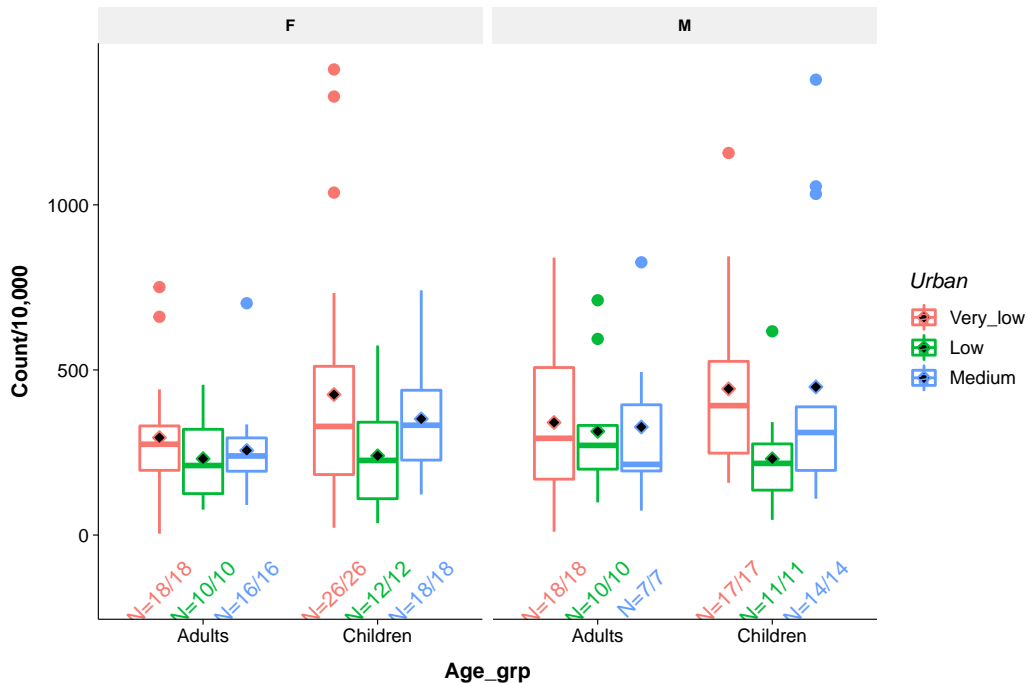 F
M
Count/10,000
1000
500
0
N=18/18
N=10/10
N=16/16
N=26/26
N=12/12
N=18/18
N=18/18
N=10/10
N=7/7
N=17/17
N=11/11
N=14/14
Adults
Children
Adults
Children
Age_grp
Urban
Very_low
Low
Medium